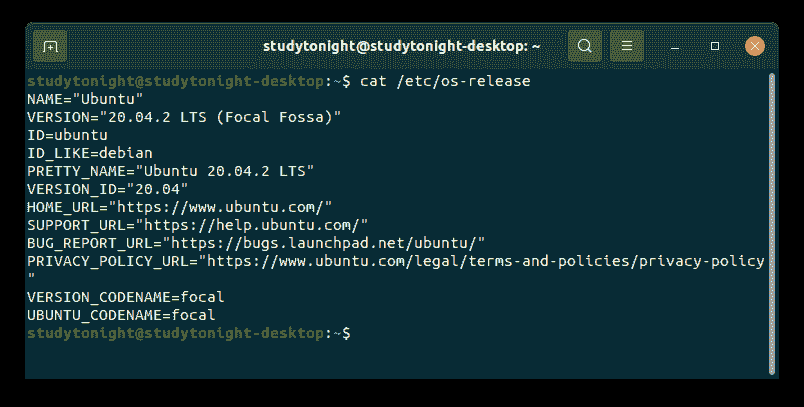 studytonight@studytonight-desktop: ~
studytonight@studytonight-desktop:~$ cat /etc/os-release
NAME="Ubuntu"
VERSION="20.04.2 LTS (Focal Fossa)"
ID=ubuntu
ID_LIKE=debian
PRETTY_NAME="Ubuntu 20.04.2 LTS"
VERSION_ID="20.04"
HOME_URL="https://www.ubuntu.com/"
SUPPORT_URL="https://help.ubuntu.com/"
BUG_REPORT_URL="https://bugs.launchpad.net/ubuntu/"
PRIVACY_POLICY_URL="https://www.ubuntu.com/legal/terms-and-policies/privacy-policy
"
VERSION_CODENAME=focal
UBUNTU_CODENAME=focal
studytonight@studytonight-desktop:~$